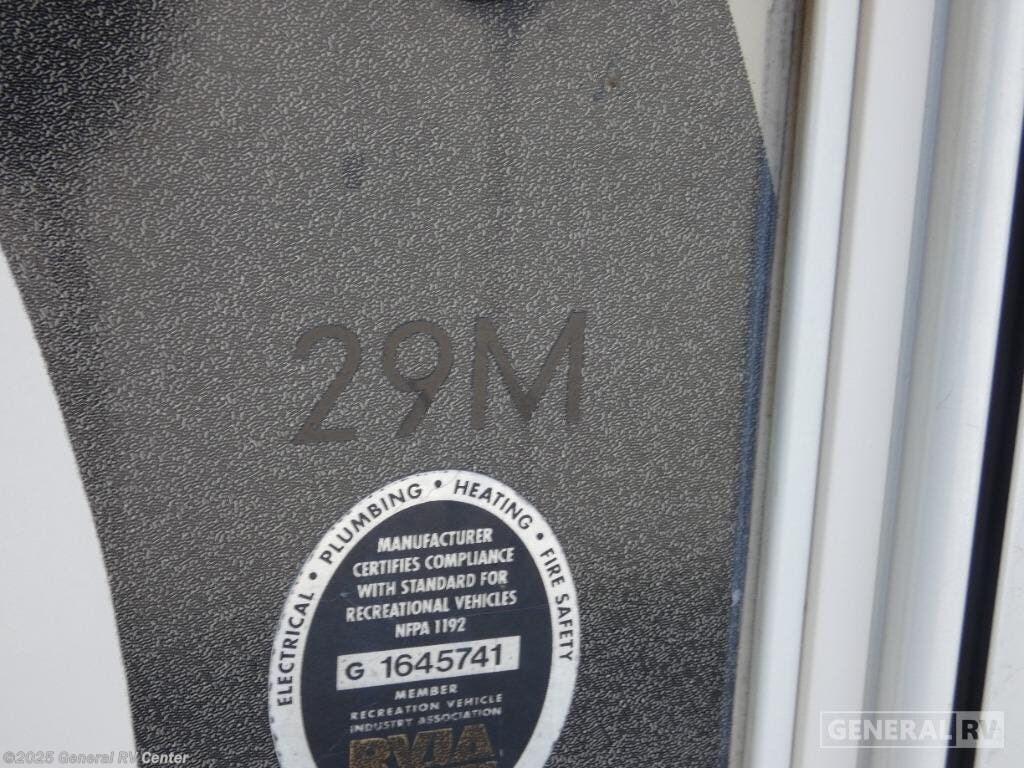 29M
ELECTRICAL • PLUMBING • HEATING • FIRE SAFETY
MANUFACTURER
CERTIFIES COMPLIANCE
WITH STANDARD FOR
RECREATIONAL VEHICLES
NFPA 1192
G 1645741
MEMBER
RECREATION VEHICLE
INDUSTRY ASSOCIATION
RVIA
GENERAL RV
©2025 General RV Center